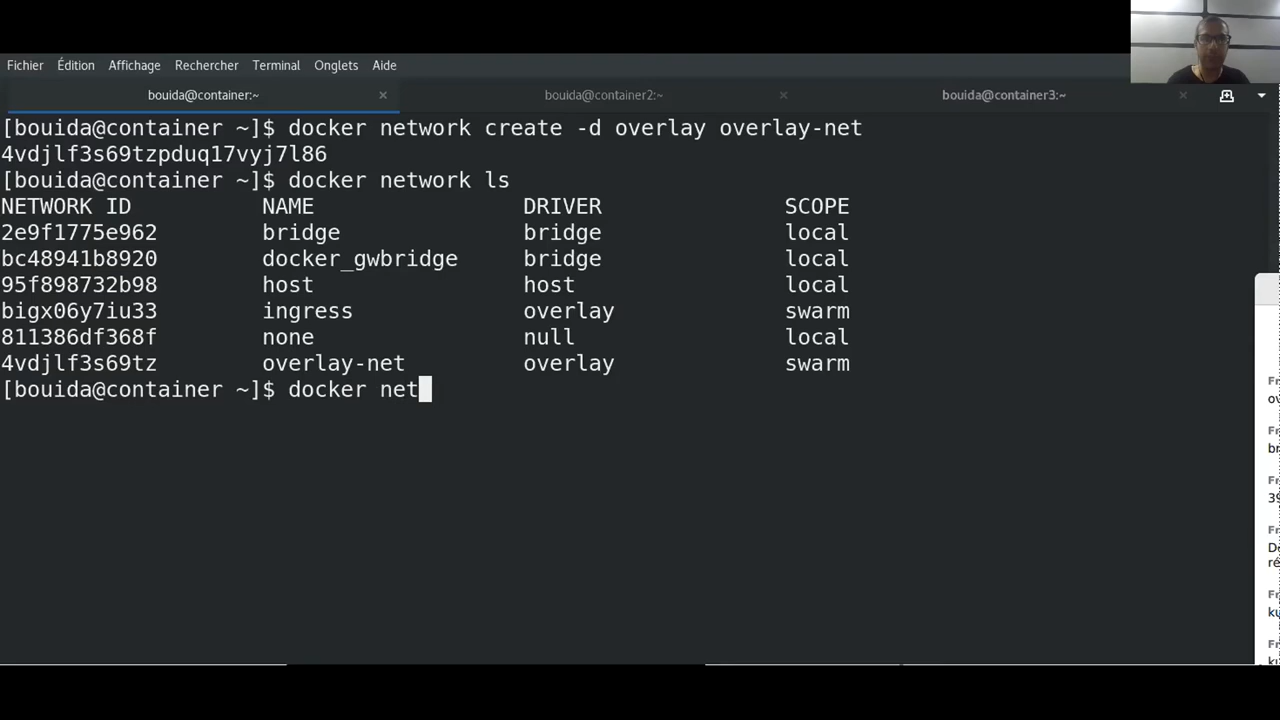 Fichier Édition Affichage Rechercher Terminal Onglets Aide
bouida@container:~ × bouida@container2:~ × bouida@container3:~ ×
[bouida@container ~]$ docker network create -d overlay overlay-net
4vdjlf3s69tzpduq17vyj7l86
[bouida@container ~]$ docker network ls
NETWORK ID NAME DRIVER SCOPE
2e9f1775e962 bridge bridge local
bc48941b8920 docker_gwbridge bridge local
95f898732b98 host host local
bigx06y7iu33 ingress overlay swarm
811386df368f none null local
4vdjlf3s69tz overlay-net overlay swarm
[bouida@container ~]$ docker net